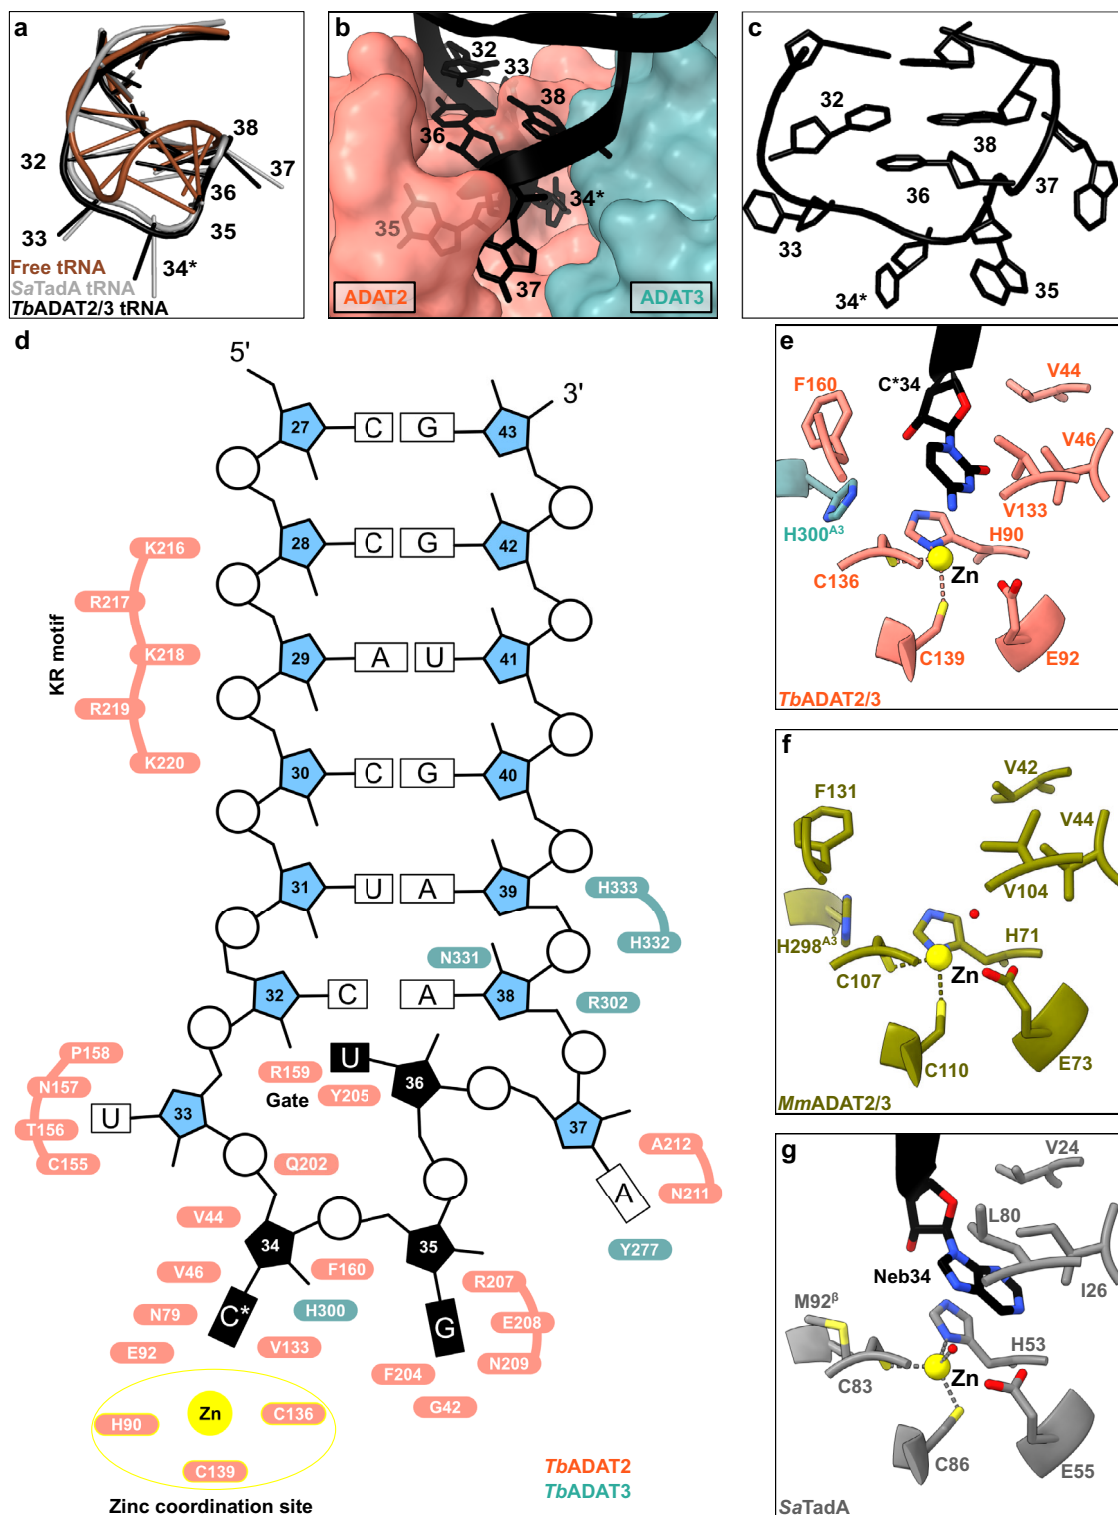 a
32
33
34*
35
36
37
38
Free tRNA
SaTadA tRNA
TbADAT2/3 tRNA
b
32
33
38
36
35
34*
37
ADAT2
ADAT3
c
32
38
36
37
33
34*
35
d
5'
3'
27
C
G
43
28
C
G
42
29
A
U
41
30
C
G
40
31
U
A
39
32
C
A
38
U
33
U
36
37
A
34
C*
35
G
KR motif
K216
R217
K218
R219
K220
H333
H332
N331
R302
P158
N157
T156
C155
R159
Gate
Y205
Q202
A212
N211
Y277
V44
V46
N79
E92
F160
H300
V133
R207
E208
N209
F204
G42
H90
Zn
C136
C139
Zinc coordination site
TbADAT2
TbADAT3
e
F160
C*34
V44
V46
V133
H300A3
H90
C136
Zn
C139
E92
TbADAT2/3
f
F131
V42
V44
V104
H298A3
H71
C107
Zn
C110
E73
MmADAT2/3
g
V24
L80
Neb34
I26
M92β
H53
C83
Zn
C86
E55
SaTadA